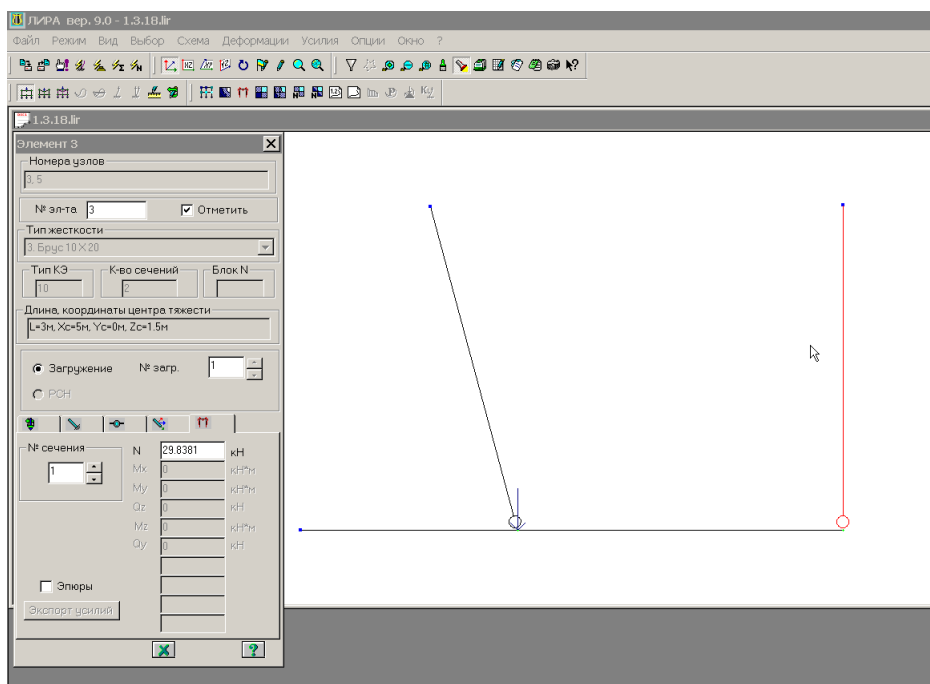 ЛИРА вер. 9.0 - 1.3.18.lir
Файл Режим Вид Выбор Схема Деформации Усилия Опции Окно ?
1.3.18.lir
Элемент 3
Номера узлов
3, 5
№ эл-та 3 Отметить
Тип жесткости
3. Брус 10X20
Тип КЭ К-во сечений Блок N
10 2
Длина, координаты центра тяжести
L=3м, Xc=5м, Yc=0м, Zc=1.5м
Загружение № загр. 1
РСН
№ сечения
1
N 29.8381 кН
Mx 0 кН*м
My 0 кН*м
Qz 0 кН
Mz 0 кН*м
Qy 0 кН
Эпюры
Экспорт усилий